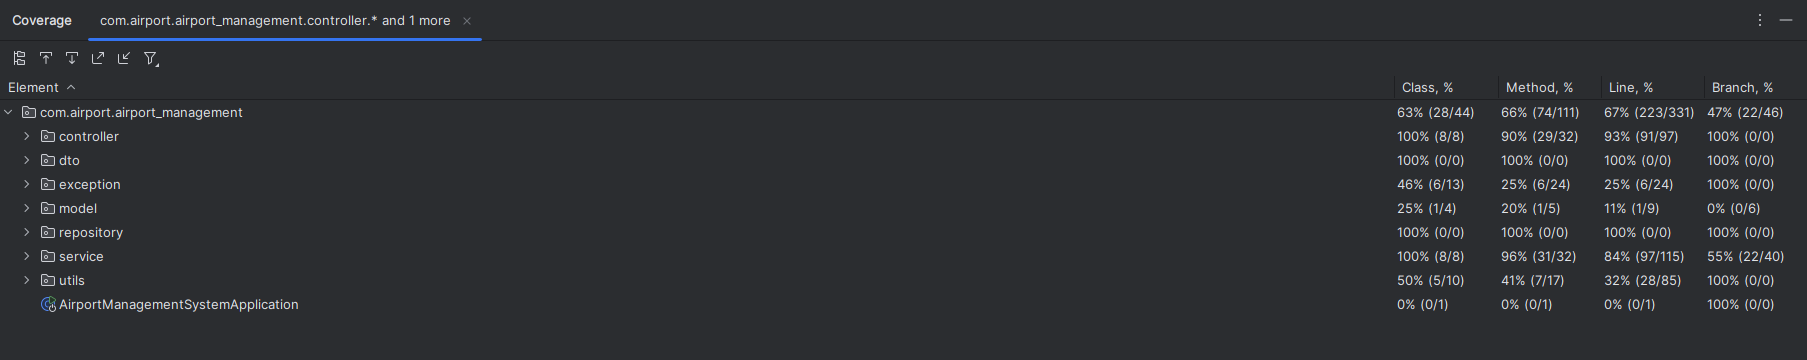 Coverage com.airport.airport_management.controller.* and 1 more
Element Class, % Method, % Line, % Branch, %
com.airport.airport_management 63% (28/44) 66% (74/111) 67% (223/331) 47% (22/46)
controller 100% (8/8) 90% (29/32) 93% (91/97) 100% (0/0)
dto 100% (0/0) 100% (0/0) 100% (0/0) 100% (0/0)
exception 46% (6/13) 25% (6/24) 25% (6/24) 100% (0/0)
model 25% (1/4) 20% (1/5) 11% (1/9) 0% (0/6)
repository 100% (0/0) 100% (0/0) 100% (0/0) 100% (0/0)
service 100% (8/8) 96% (31/32) 84% (97/115) 55% (22/40)
utils 50% (5/10) 41% (7/17) 32% (28/85) 100% (0/0)
AirportManagementSystemApplication 0% (0/1) 0% (0/1) 0% (0/1) 100% (0/0)